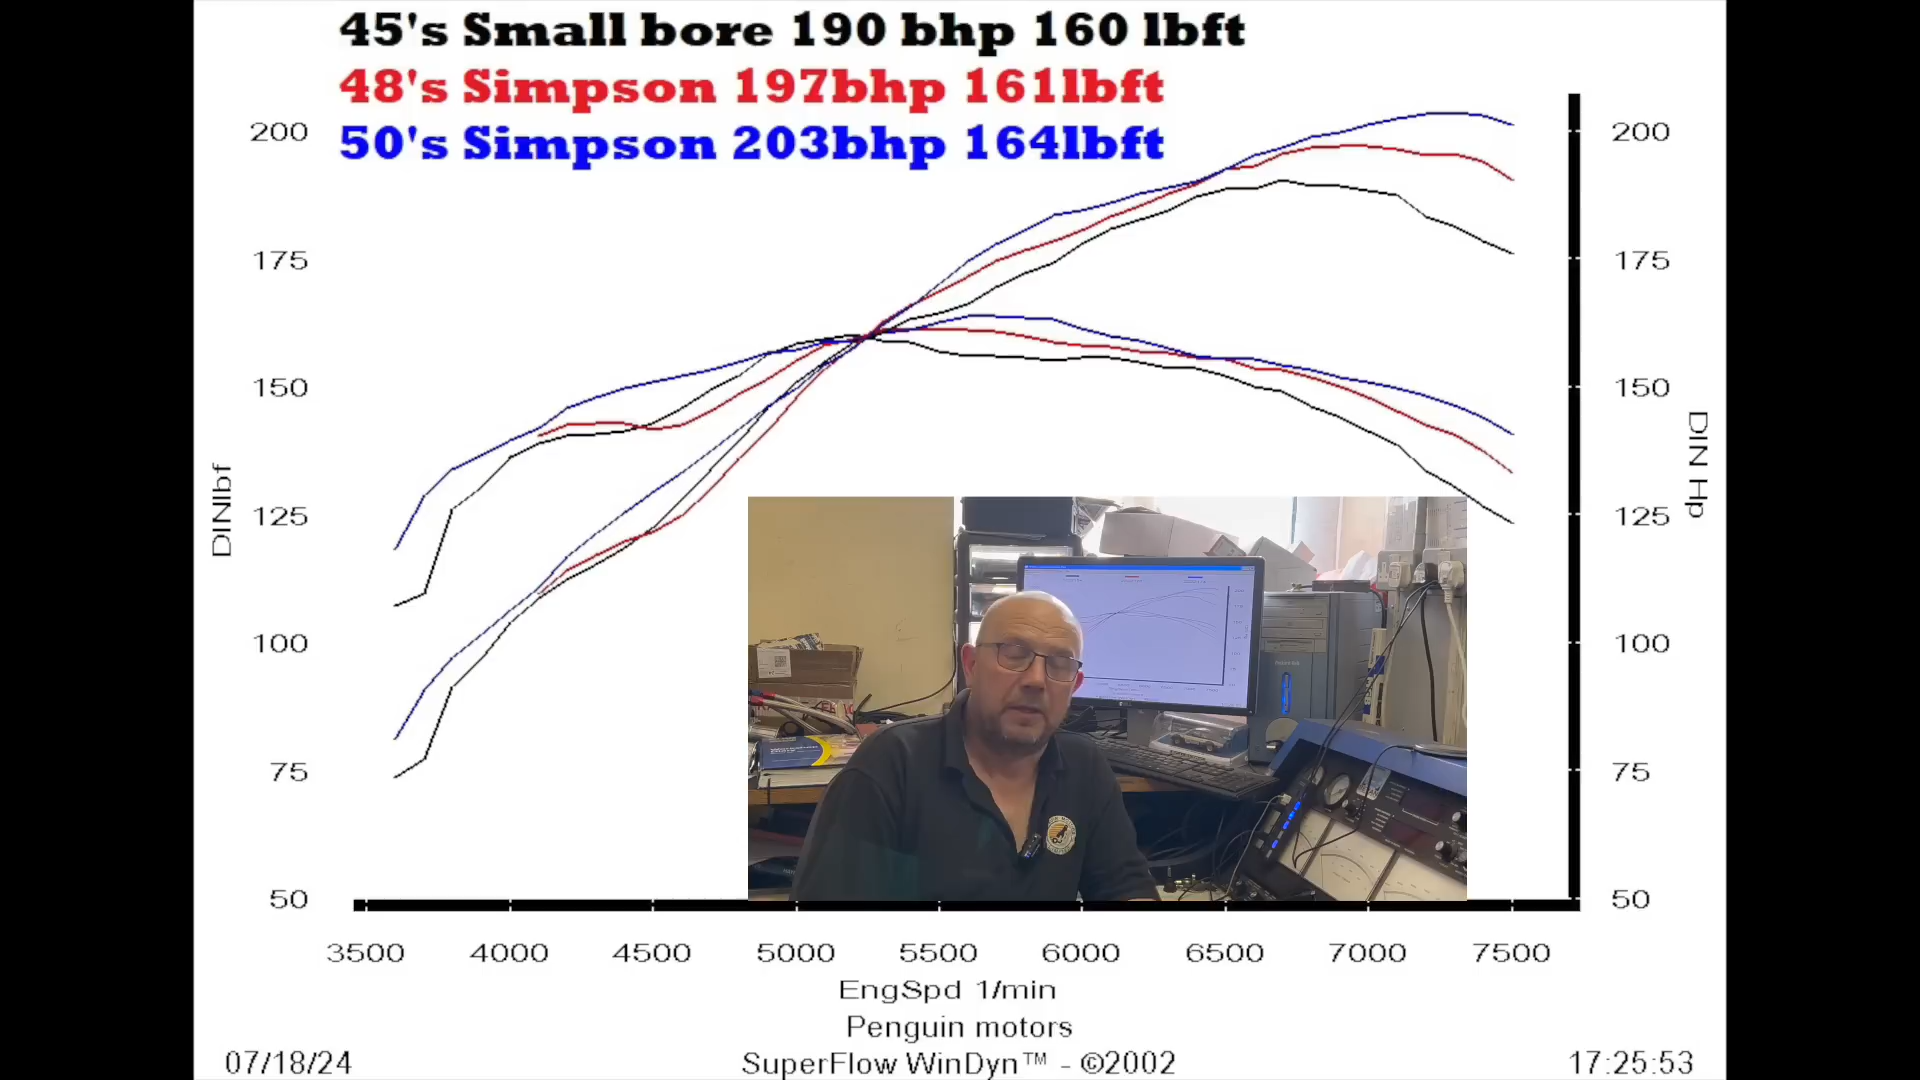 45's Small bore 190 bhp 160 lbft
48's Simpson 197bhp 161lbft
50's Simpson 203bhp 164lbft
200
175
150
125
100
75
50
DINlbf
200
175
150
125
100
75
50
DIN Hp
3500 4000 4500 5000 5500 6000 6500 7000 7500
EngSpd 1/min
Penguin motors
07/18/24 SuperFlow WinDyn™ - ©2002 17:25:53